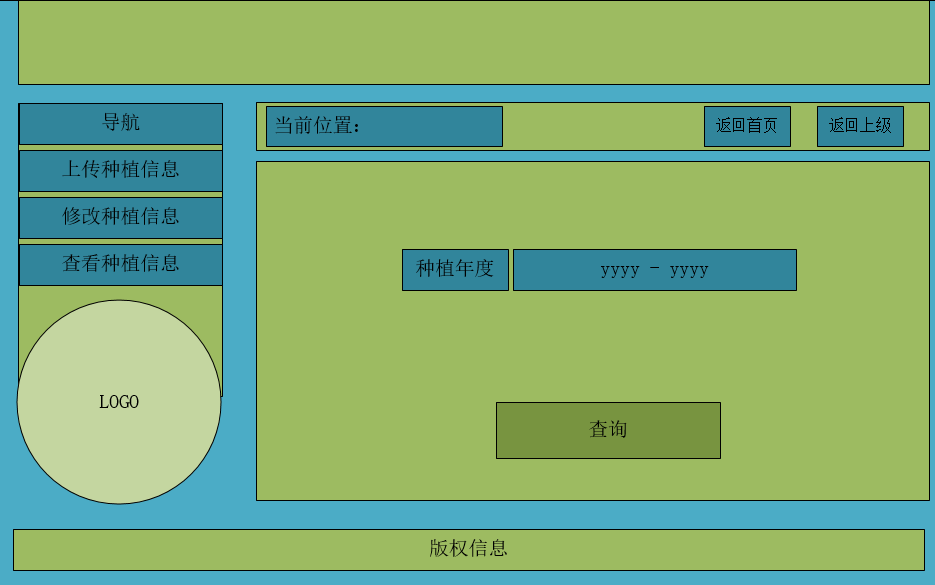 导航
上传种植信息
修改种植信息
查看种植信息
LOGO
当前位置：
返回首页
返回上级
种植年度
yyyy - yyyy
查询
版权信息